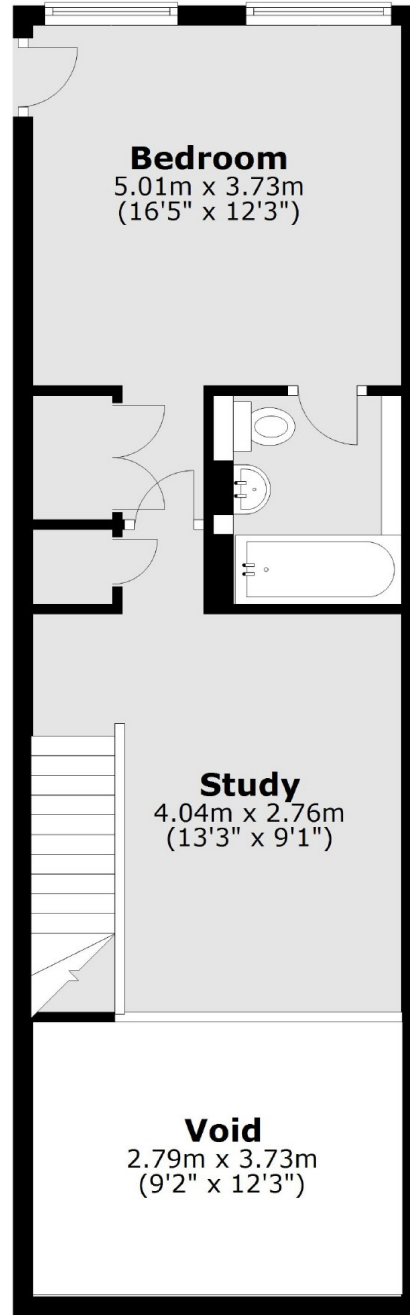 Bedroom
5.01m x 3.73m
(16'5" x 12'3")
Study
4.04m x 2.76m
(13'3" x 9'1")
Void
2.79m x 3.73m
(9'2" x 12'3")